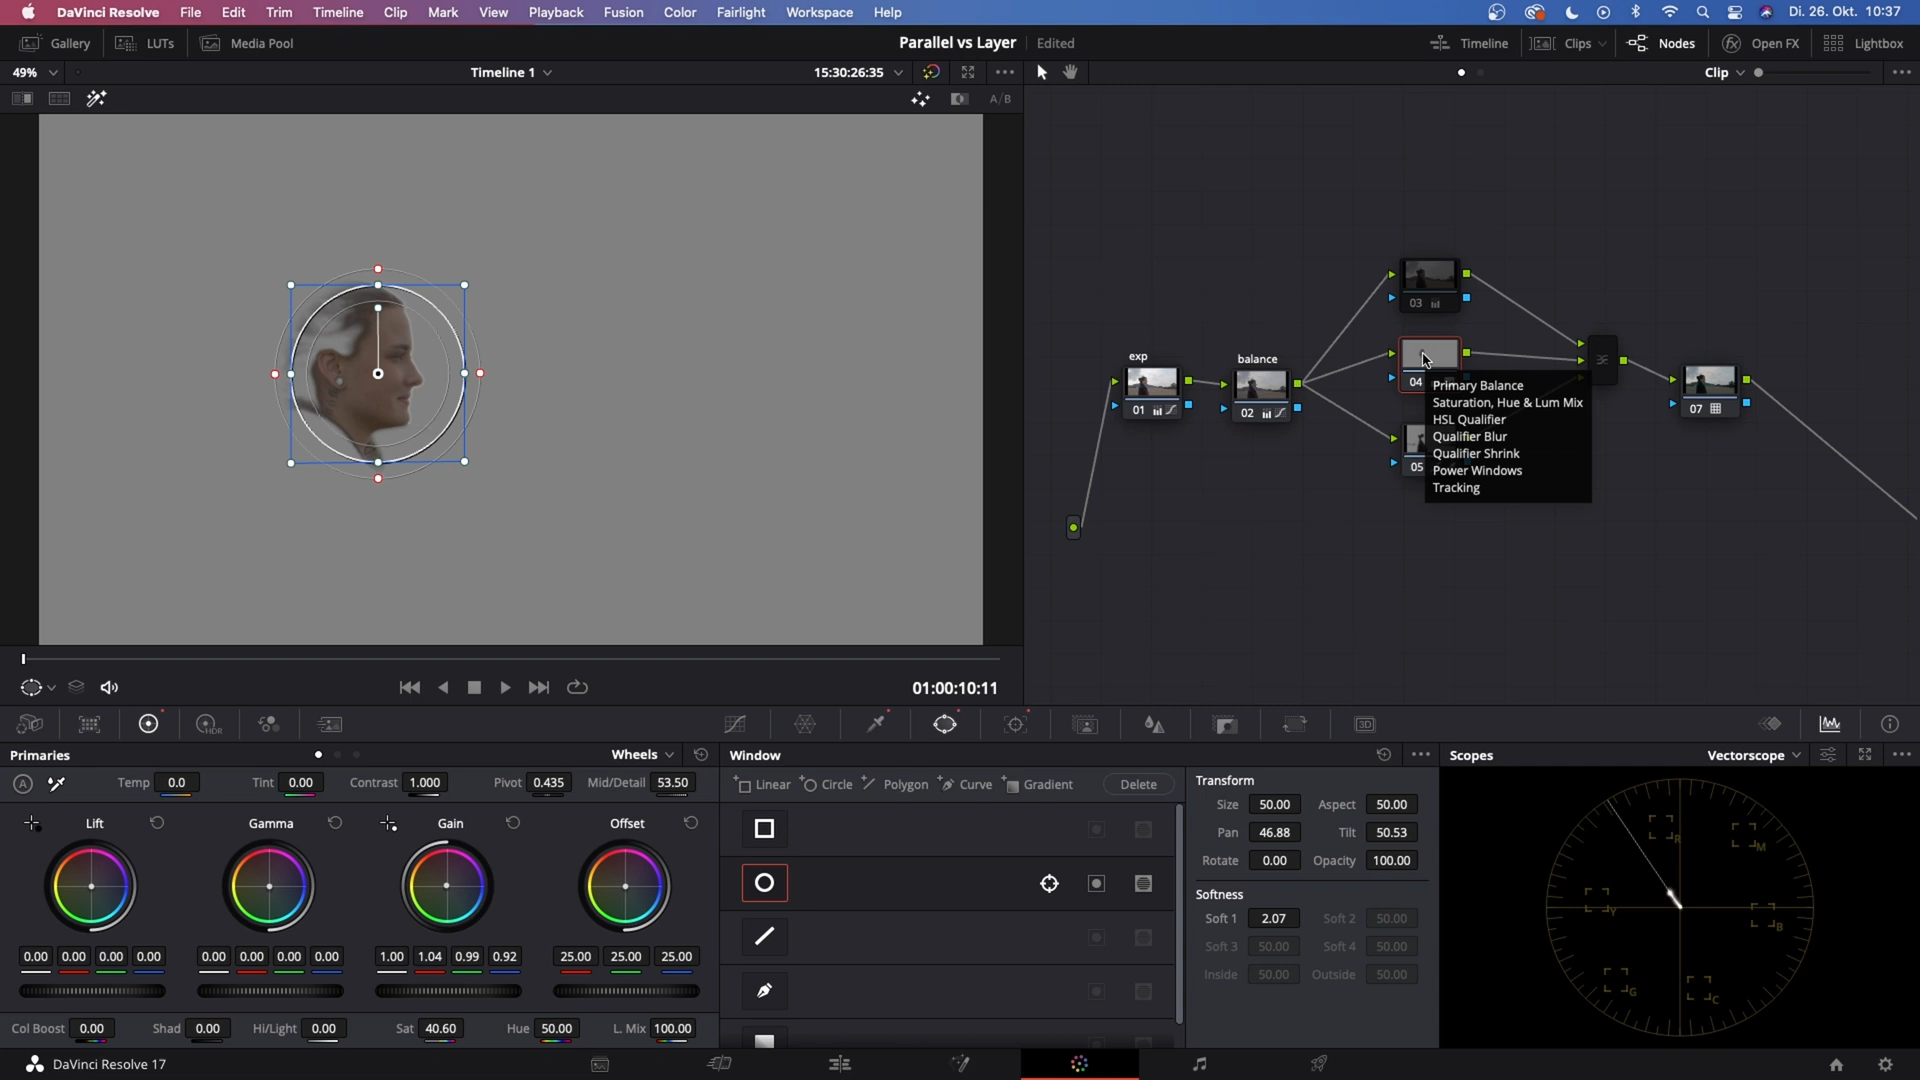 DaVinci Resolve File Edit Trim Timeline Clip Mark View Playback Fusion Color Fairlight Workspace Help Di. 26. Okt. 10:37
Gallery LUTs Media Pool Parallel vs Layer Edited Timeline Clips Nodes Open FX Lightbox
49% Timeline 1 15:30:26:35 Clip
A/B
exp
balance
01
02
03
04
05
07
Primary Balance
Saturation, Hue & Lum Mix
HSL Qualifier
Qualifier Blur
Qualifier Shrink
Power Windows
Tracking
01:00:10:11
HDR 3D
Primaries Wheels Window Scopes Vectorscope
A Temp 0.0 Tint 0.00 Contrast 1.000 Pivot 0.435 Mid/Detail 53.50
Linear Circle Polygon Curve Gradient Delete
Lift Gamma Gain Offset
0.00 0.00 0.00 0.00 0.00 0.00 0.00 0.00 1.00 1.04 0.99 0.92 25.00 25.00 25.00
Col Boost 0.00 Shad 0.00 Hi/Light 0.00 Sat 40.60 Hue 50.00 L. Mix 100.00
Transform
Size 50.00 Aspect 50.00
Pan 46.88 Tilt 50.53
Rotate 0.00 Opacity 100.00
Softness
Soft 1 2.07 Soft 2 50.00
Soft 3 50.00 Soft 4 50.00
Inside 50.00 Outside 50.00
R
M
Y
B
G
C
DaVinci Resolve 17